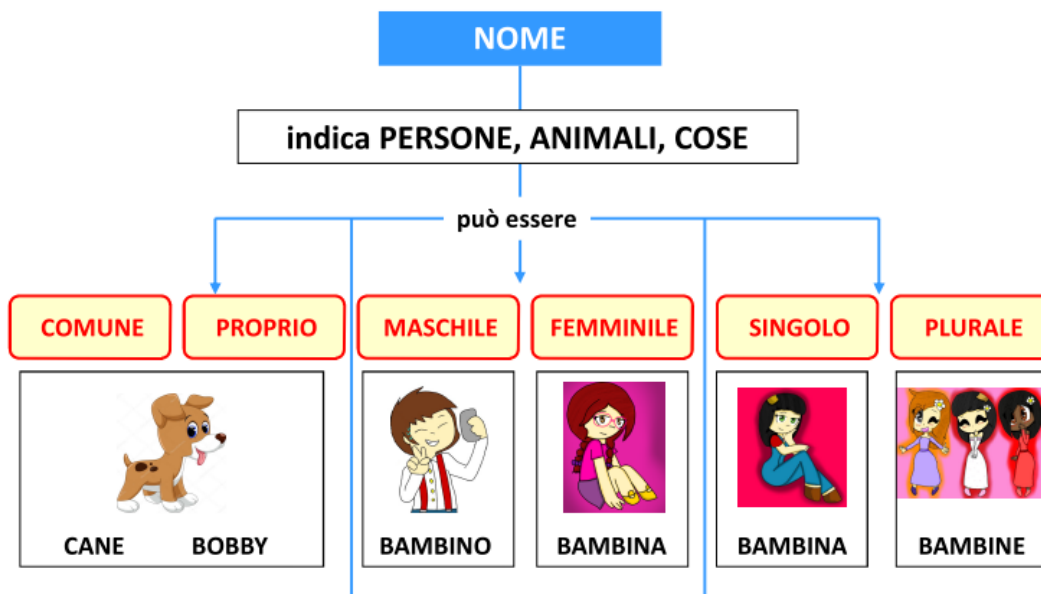 NOME
indica PERSONE, ANIMALI, COSE
può essere
COMUNE
PROPRIO
MASCHILE
FEMMINILE
SINGOLO
PLURALE
CANE
BOBBY
BAMBINO
BAMBINA
BAMBINA
BAMBINE